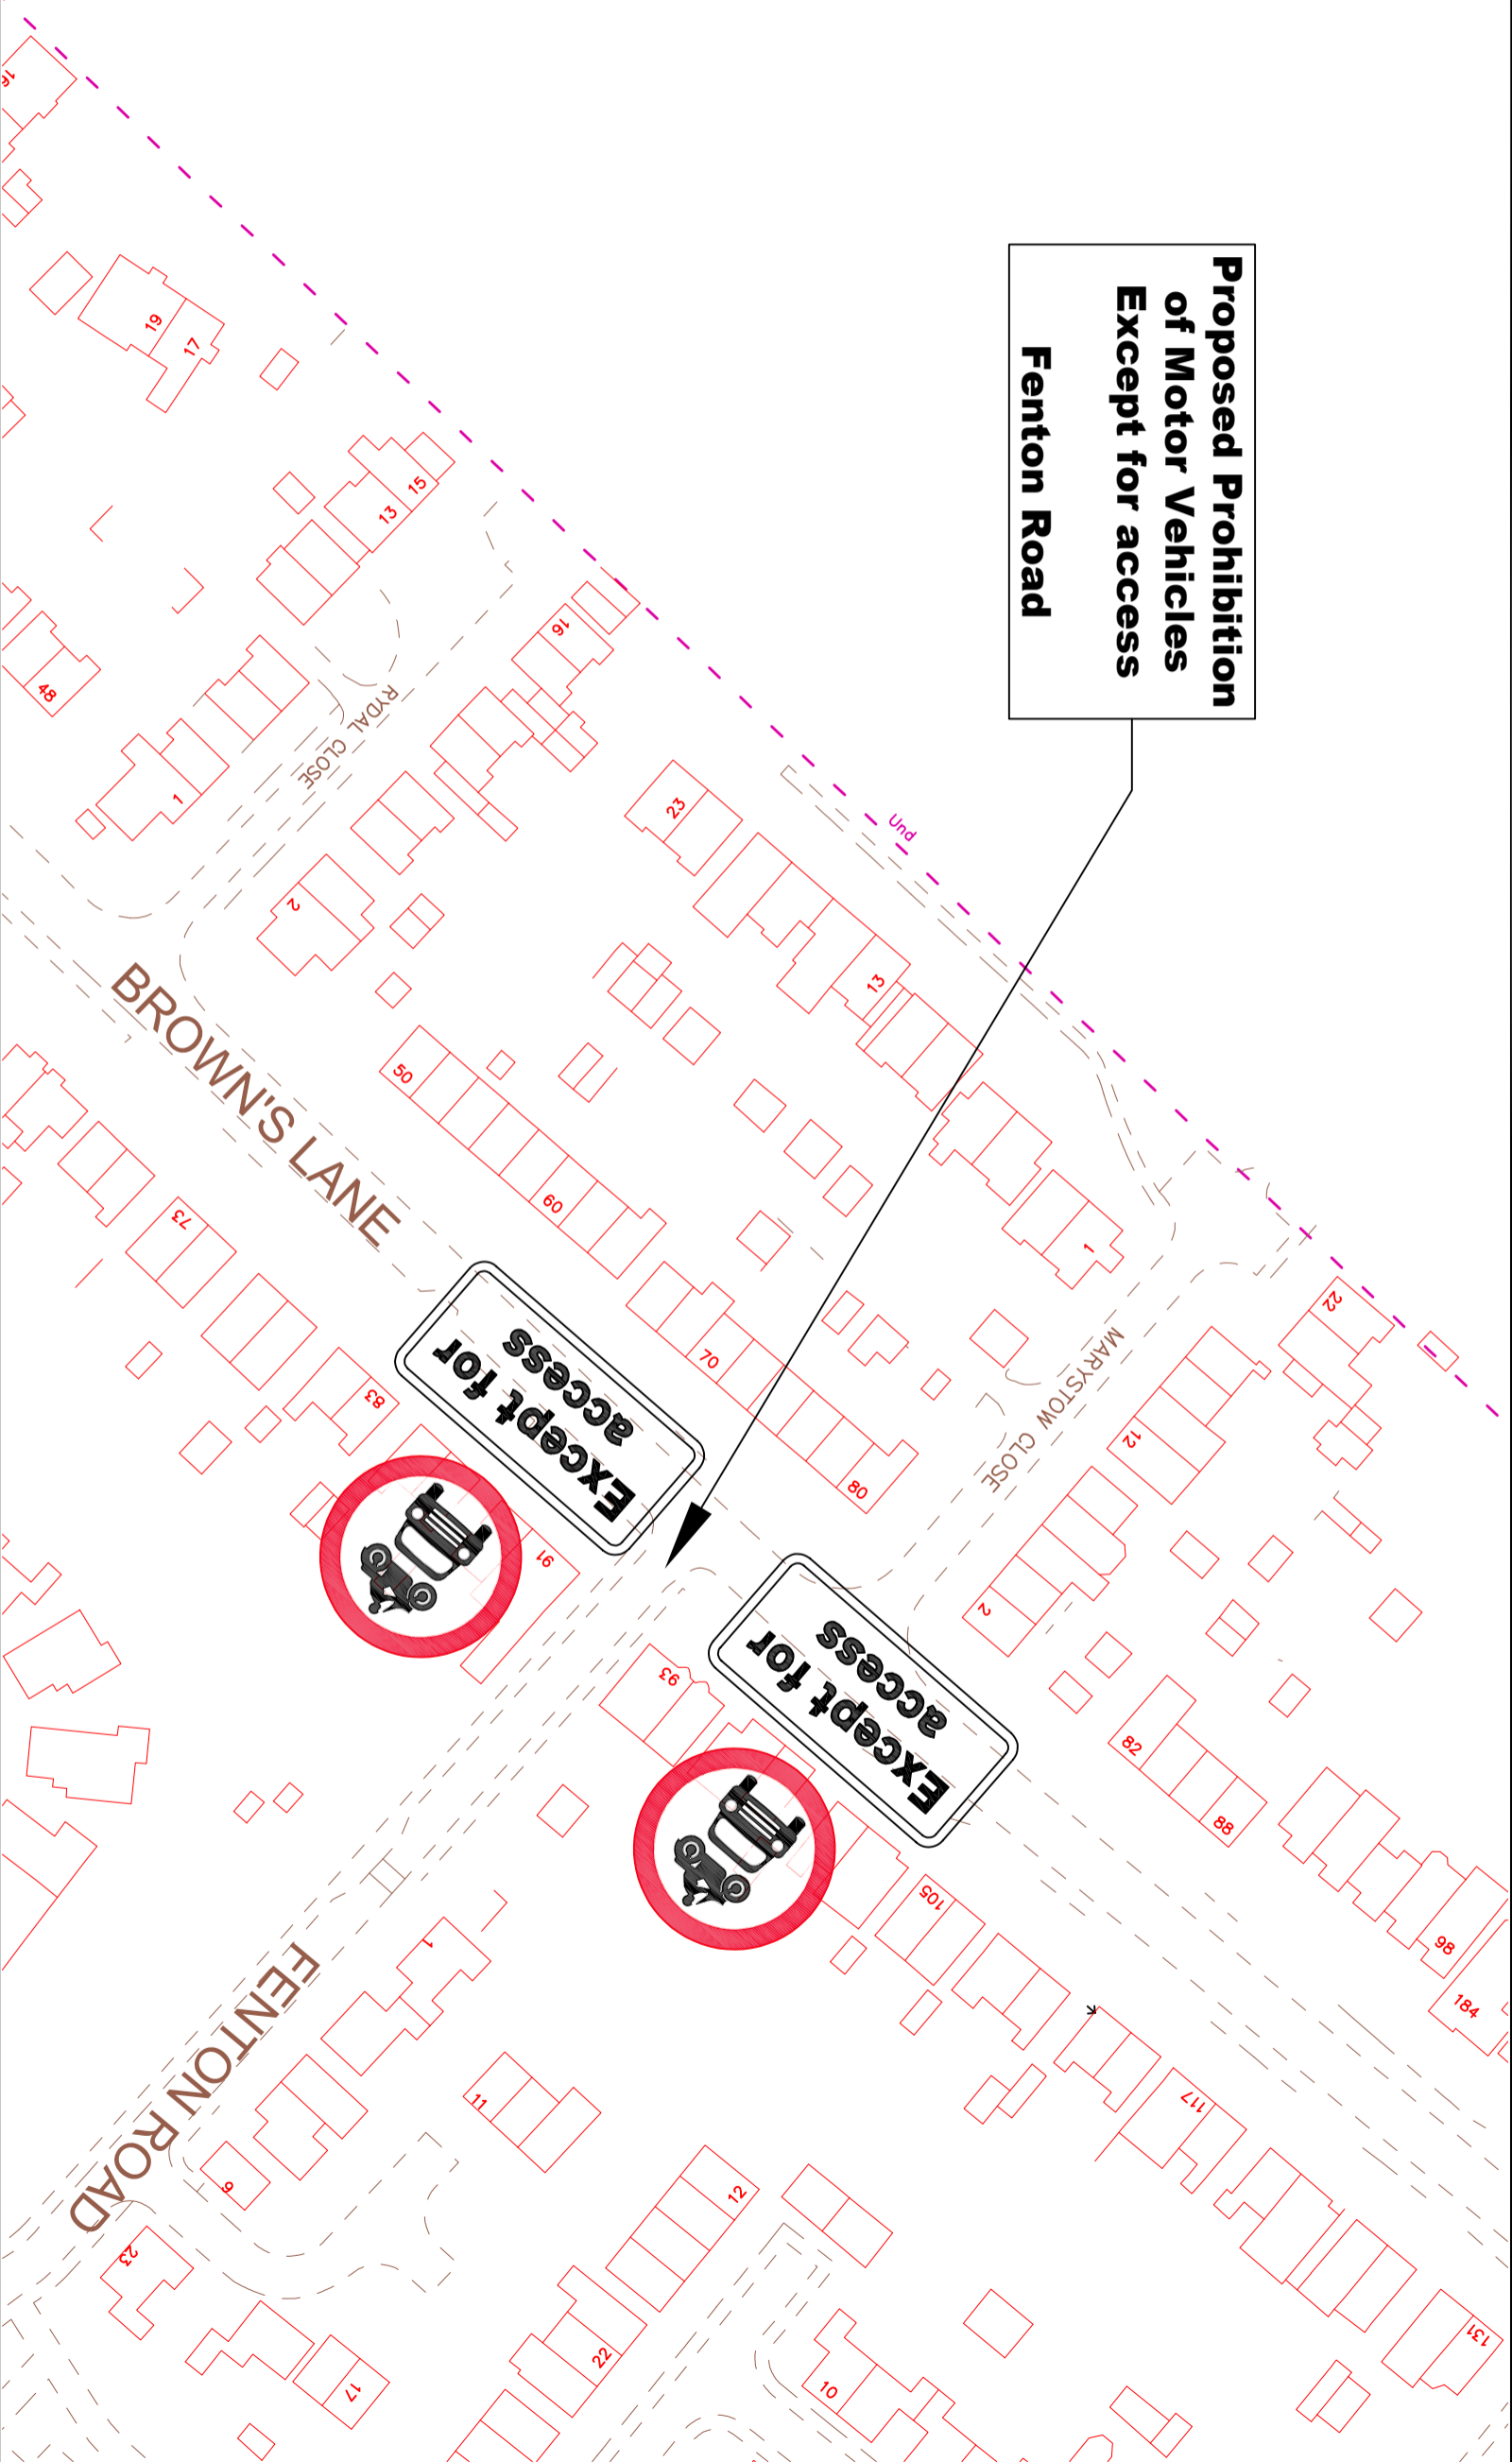 Proposed Prohibition
of Motor Vehicles
Except for access
Fenton Road
Und
RYDAL CLOSE
BROWN'S LANE
MARYSTOW CLOSE
FENTON ROAD
Except for
access
Except for
access
19
17
15
13
16
48
1
2
23
13
1
50
60
70
80
73
83
91
93
105
117
131
22
12
2
82
88
98
184
1
9
11
12
22
23
17
10